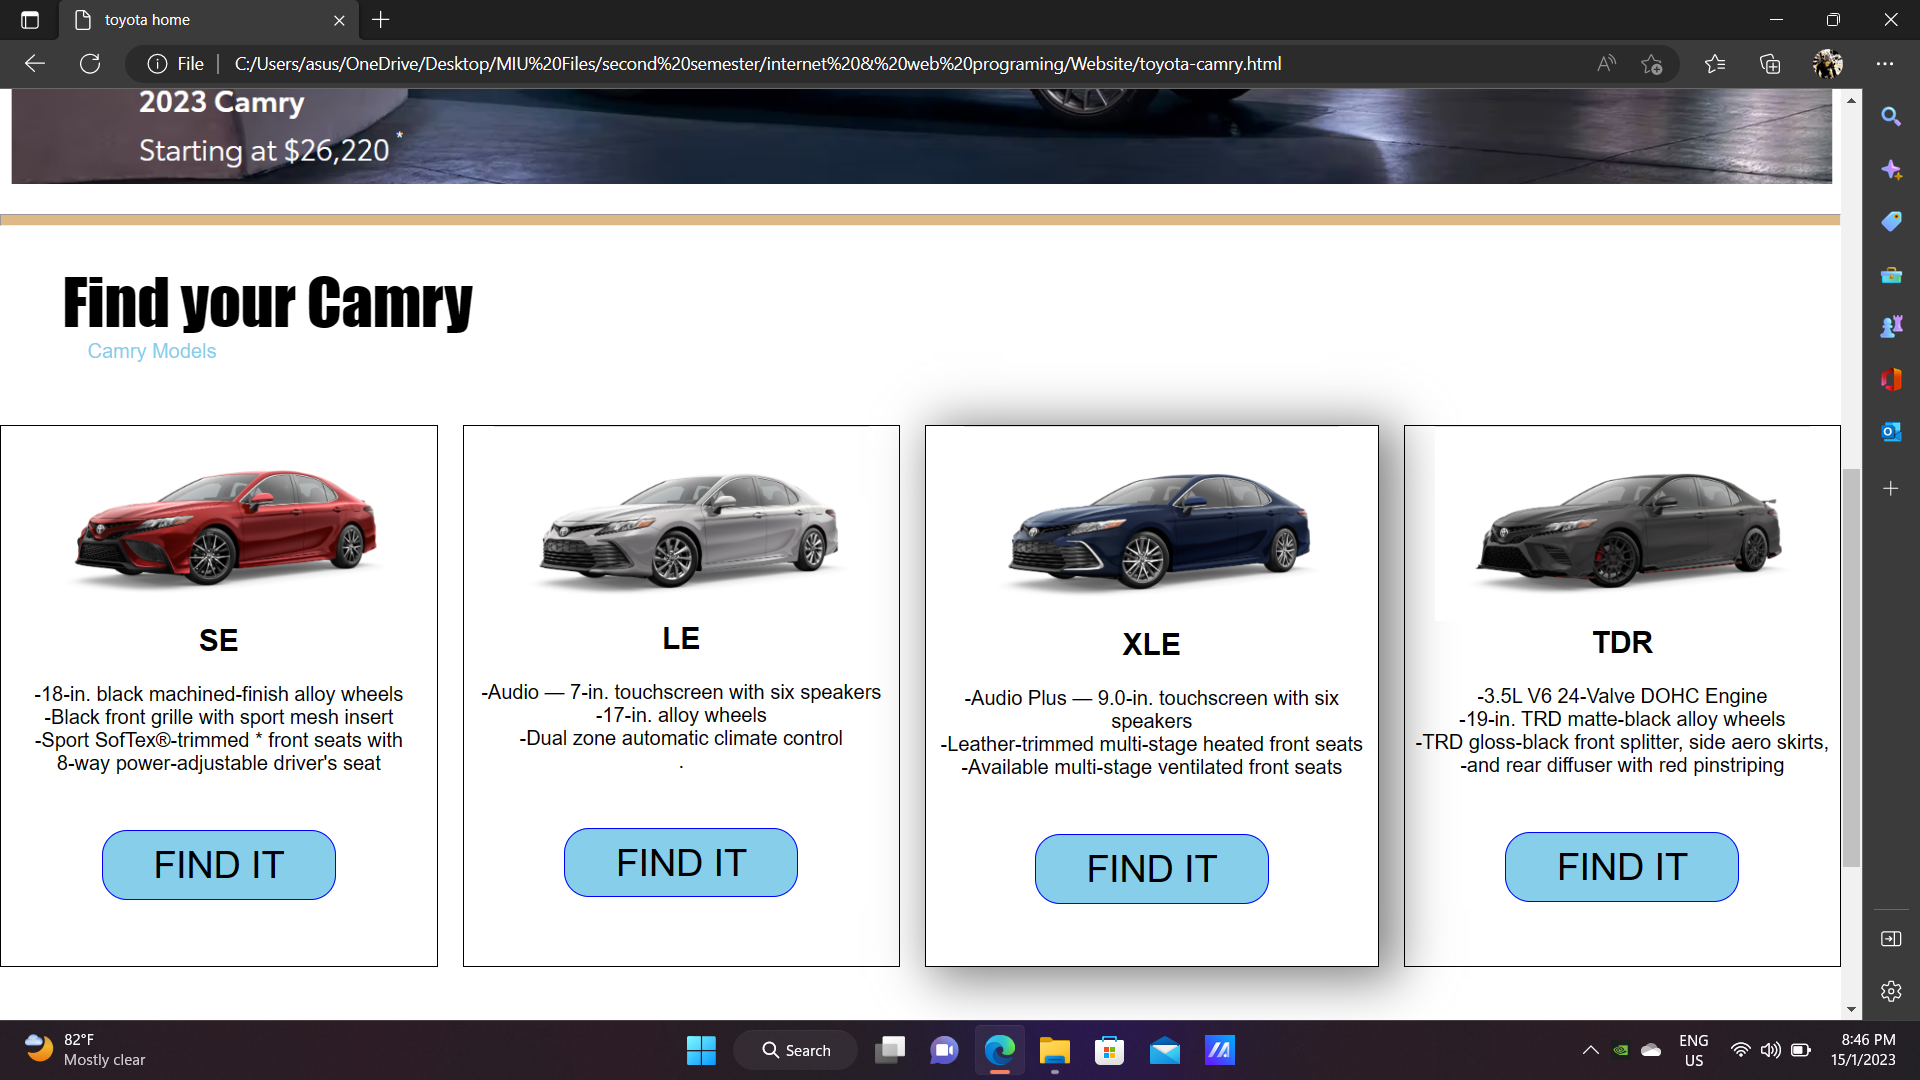 toyota home
File
C:/Users/asus/OneDrive/Desktop/MIU%20Files/second%20semester/internet%20&%20web%20programing/Website/toyota-camry.html
2023 Camry
Starting at $26,220 *
Find your Camry
Camry Models
SE
-18-in. black machined-finish alloy wheels
-Black front grille with sport mesh insert
-Sport SofTex®-trimmed * front seats with
8-way power-adjustable driver's seat
FIND IT
LE
-Audio — 7-in. touchscreen with six speakers
-17-in. alloy wheels
-Dual zone automatic climate control
.
FIND IT
XLE
-Audio Plus — 9.0-in. touchscreen with six
speakers
-Leather-trimmed multi-stage heated front seats
-Available multi-stage ventilated front seats
FIND IT
TDR
-3.5L V6 24-Valve DOHC Engine
-19-in. TRD matte-black alloy wheels
-TRD gloss-black front splitter, side aero skirts,
-and rear diffuser with red pinstriping
FIND IT
82°F
Mostly clear
Search
ENG
US
8:46 PM
15/1/2023